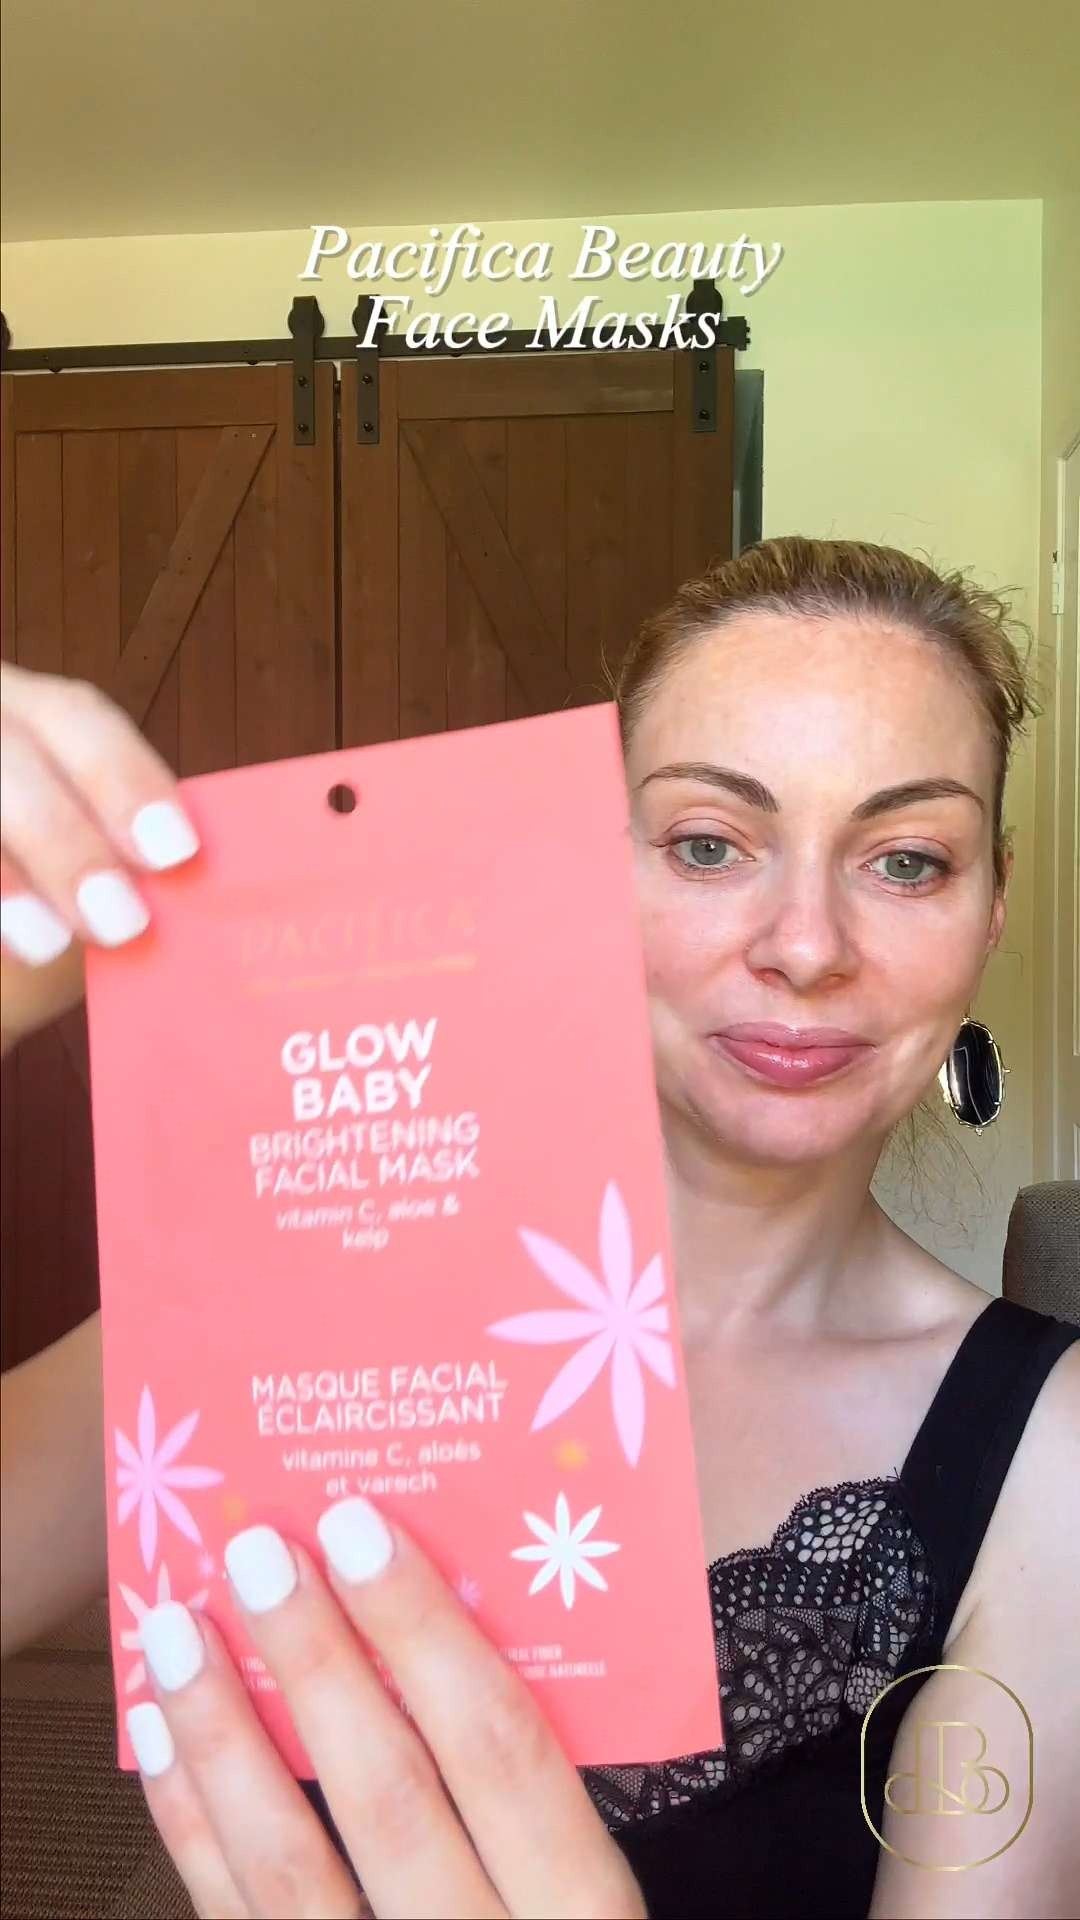 Pacifica Beauty
Face Masks
PACIFICA
GLOW
BABY
BRIGHTENING
FACIAL MASK
vitamin C, aloe &
kelp
MASQUE FACIAL
ÉCLAIRCISSANT
vitamine C, aloès
et varech
NATURELLE